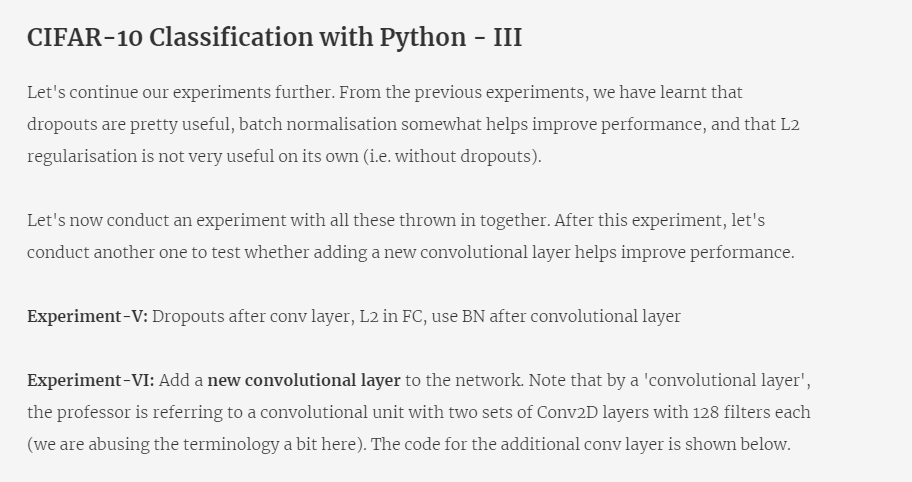 CIFAR-10 Classification with Python - III
Let's continue our experiments further. From the previous experiments, we have learnt that
dropouts are pretty useful, batch normalisation somewhat helps improve performance, and that L2
regularisation is not very useful on its own (i.e. without dropouts).
Let's now conduct an experiment with all these thrown in together. After this experiment, let's
conduct another one to test whether adding a new convolutional layer helps improve performance.
Experiment-V: Dropouts after conv layer, L2 in FC, use BN after convolutional layer
Experiment-VI: Add a new convolutional layer to the network. Note that by a 'convolutional layer',
the professor is referring to a convolutional unit with two sets of Conv2D layers with 128 filters each
(we are abusing the terminology a bit here). The code for the additional conv layer is shown below.